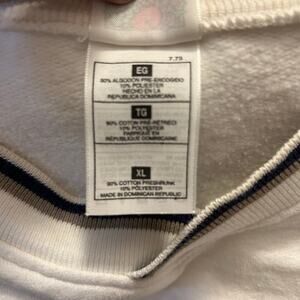 7.75
EG
90% ALGODON PRE-ENCOGIDO
10% POLIESTER
HECHO EN LA
REPUBLICA DOMINICANA
TG
90% COTON PRE-RETRECI
10% POLYESTER
FABRIQUE EN
REPUBLIQUE DOMINICAINE
XL
90% COTTON PRESHRUNK
10% POLYESTER
MADE IN DOMINICAN REPUBLIC